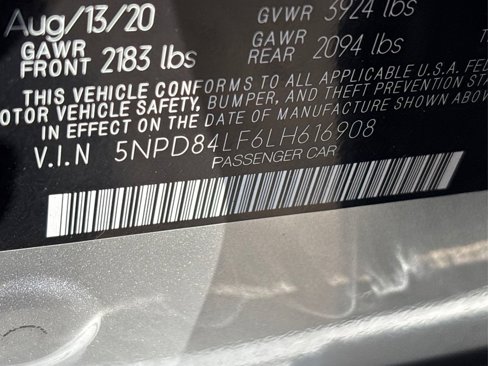 Aug/13/20 GVWR 3924 lbs
GAWR FRONT 2183 lbs GAWR REAR 2094 lbs
THIS VEHICLE CONFORMS TO ALL APPLICABLE U.S.A. FED
MOTOR VEHICLE SAFETY, BUMPER, AND THEFT PREVENTION STA
IN EFFECT ON THE DATE OF MANUFACTURE SHOWN ABOV
V.I.N 5NPD84LF6LH616908
PASSENGER CAR